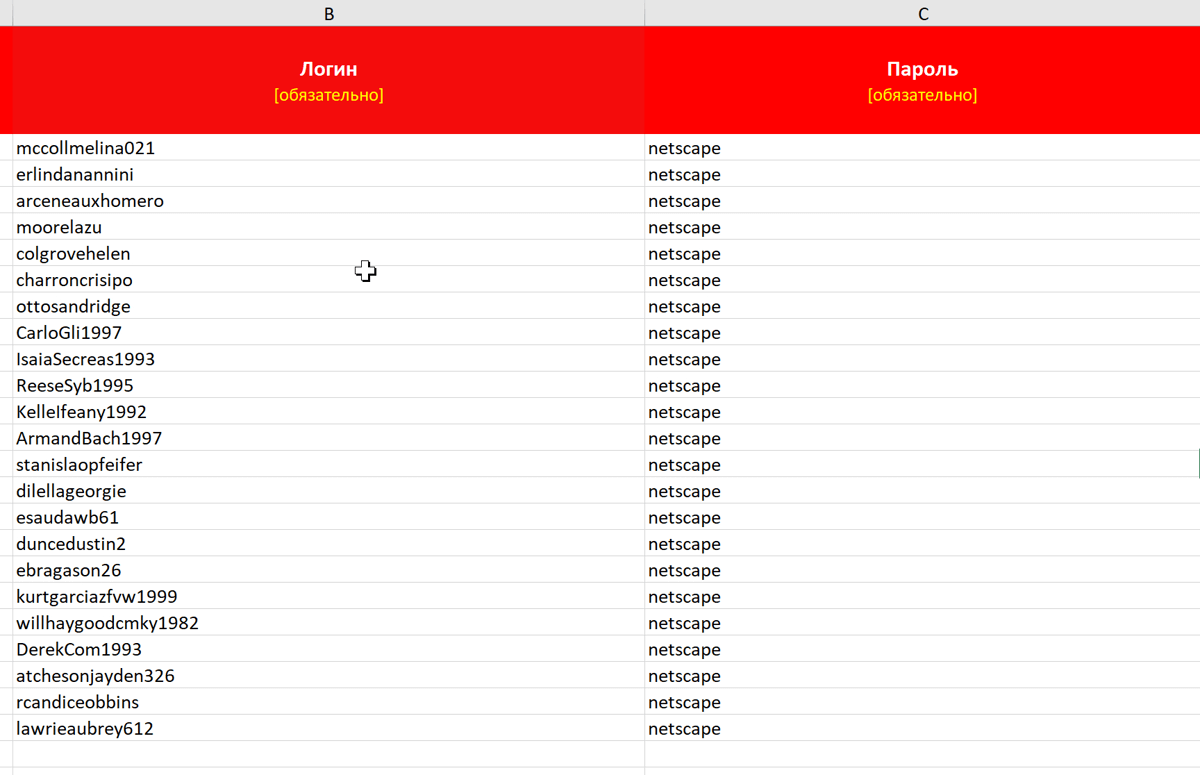 B C
Логин Пароль
[обязательно] [обязательно]
mccollmelina021 netscape
erlindanannini netscape
arceneauxhomero netscape
moorelazu netscape
colgrovehelen netscape
charroncrisipo netscape
ottosandridge netscape
CarloGli1997 netscape
IsaiaSecreas1993 netscape
ReeseSyb1995 netscape
KelleIfeany1992 netscape
ArmandBach1997 netscape
stanislaopfeifer netscape
dilellageorgie netscape
esaudawb61 netscape
duncedustin2 netscape
ebragason26 netscape
kurtgarciazfvw1999 netscape
willhaygoodcmky1982 netscape
DerekCom1993 netscape
atchesonjayden326 netscape
rcandiceobbins netscape
lawrieaubrey612 netscape